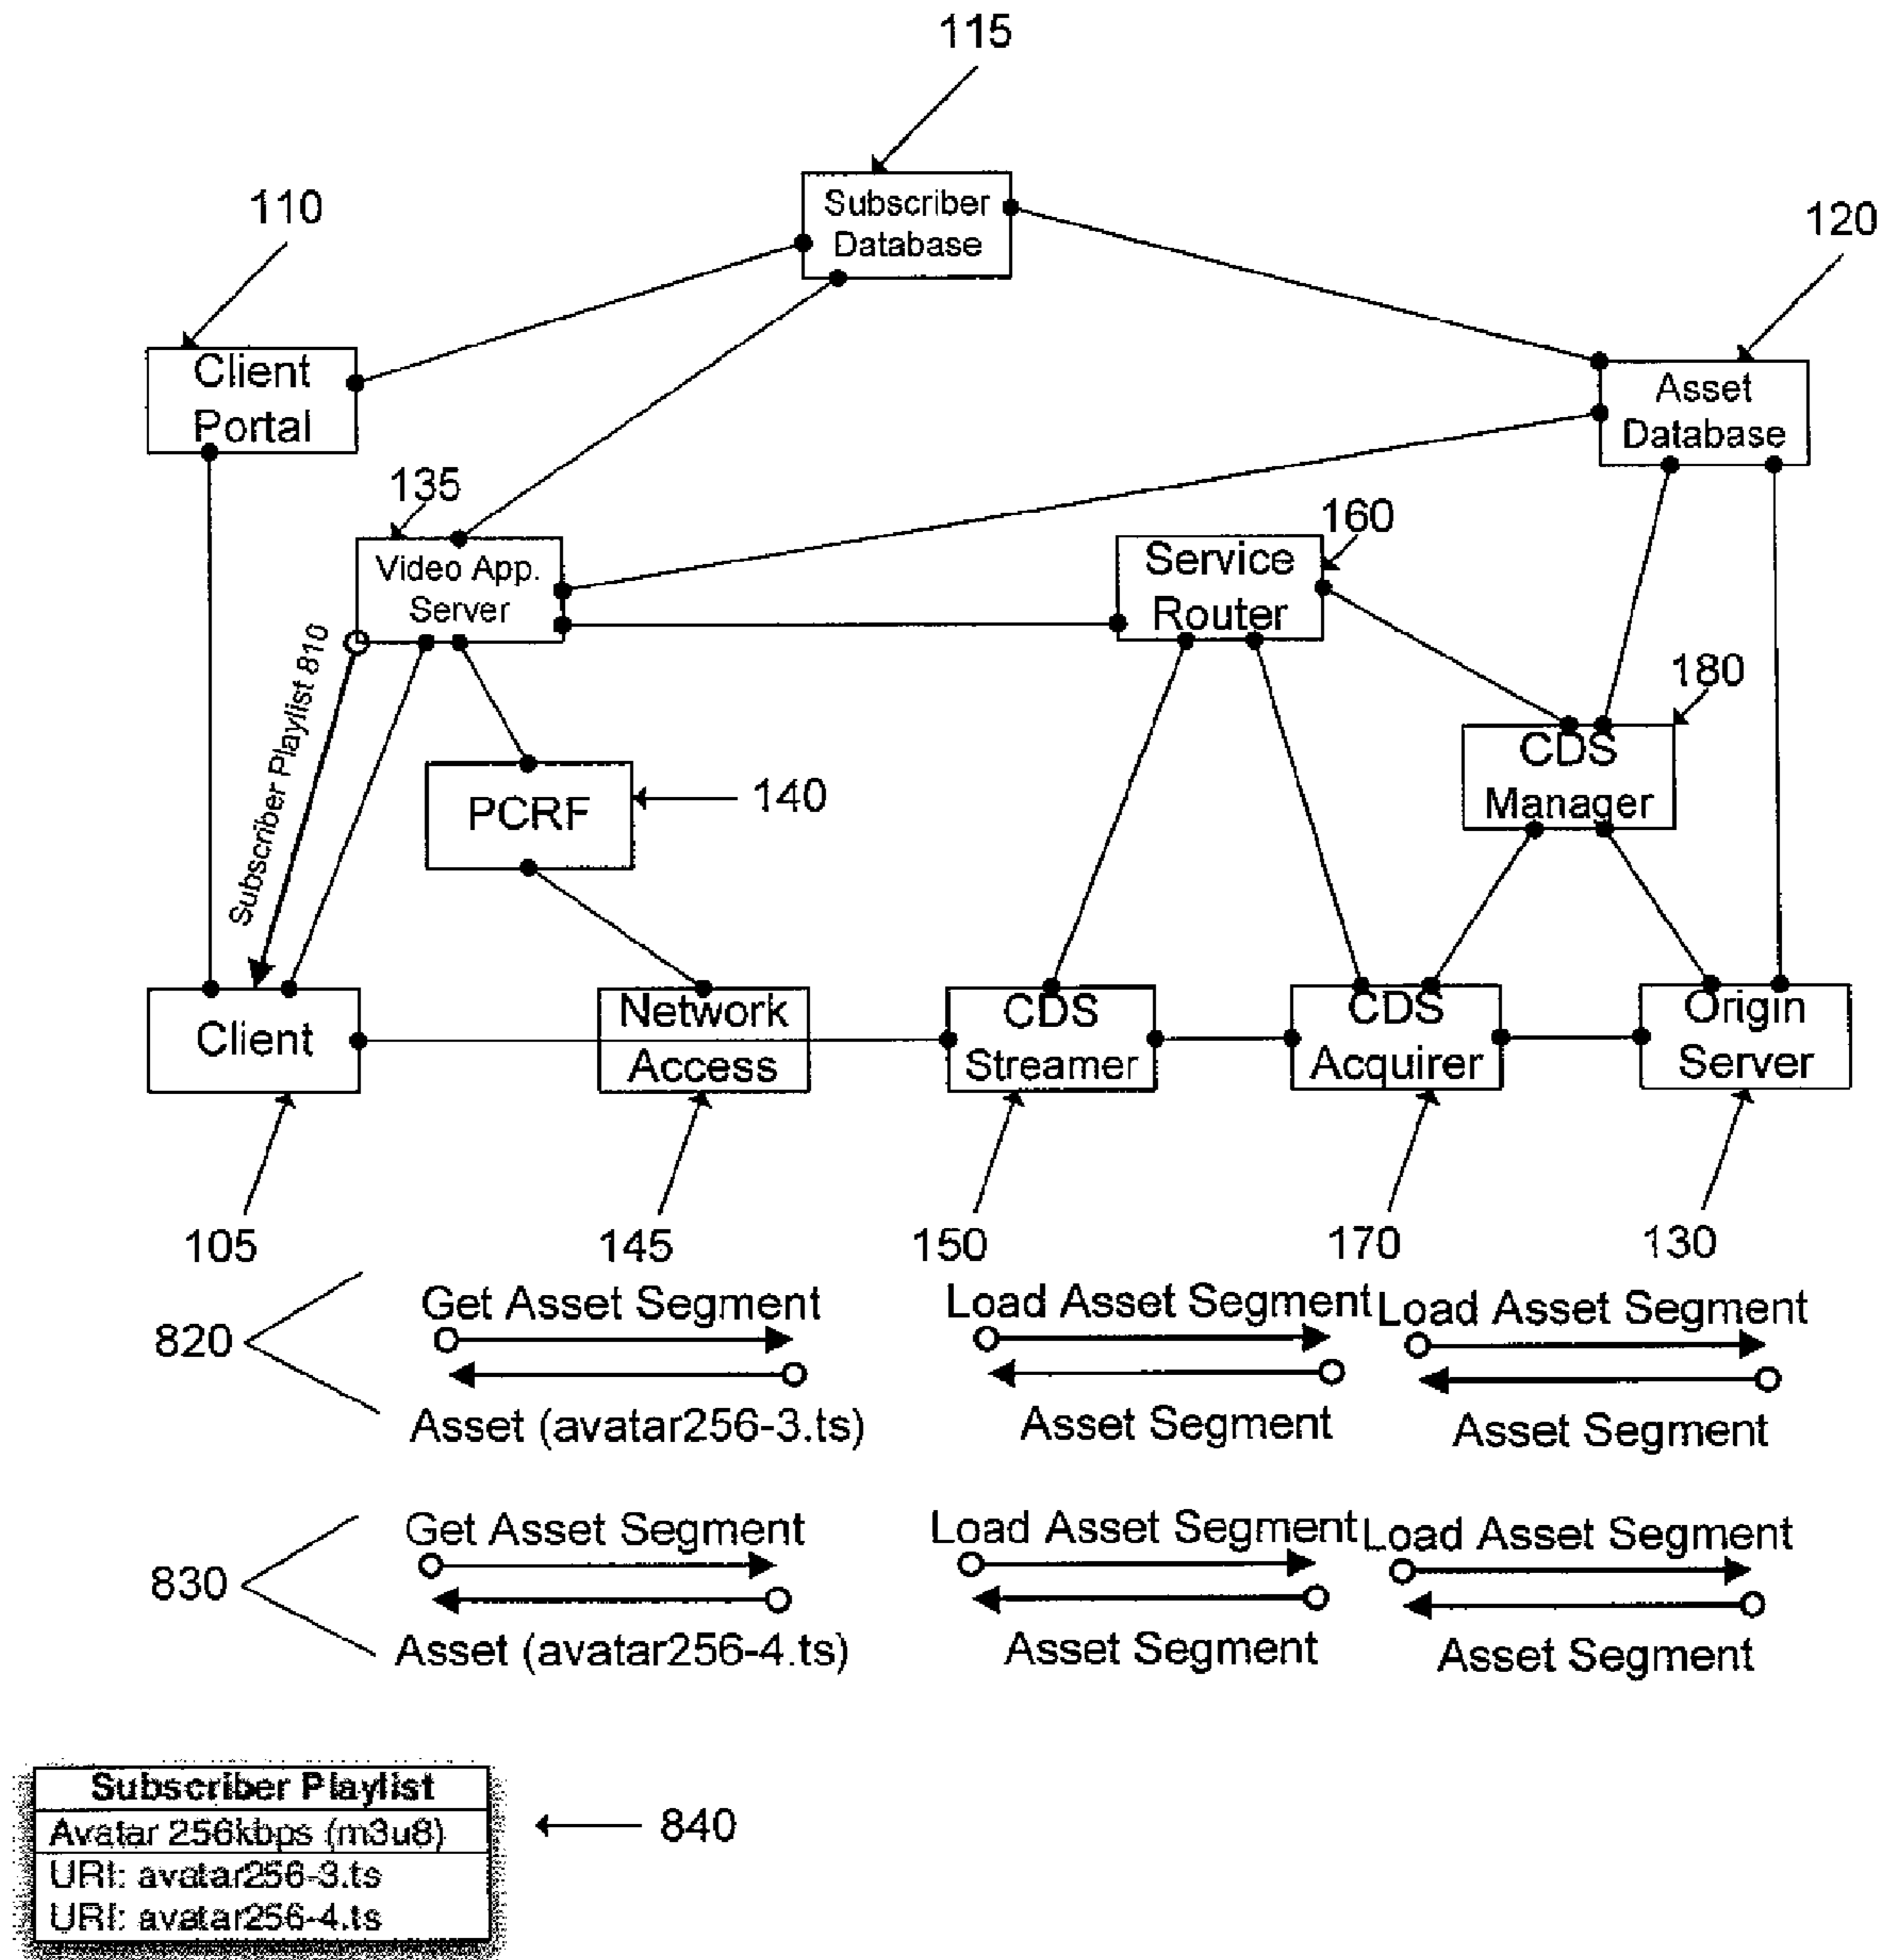 115
110
Subscriber
Database
120
Client
Portal
Asset
Database
135
160
Video App.
Server
Service
Router
Subscriber Playlist 810
180
CDS
Manager
PCRF
140
Client
Network
Access
CDS
Streamer
CDS
Acquirer
Origin
Server
105
145
150
170
130
820
Get Asset Segment
Load Asset Segment
Load Asset Segment
Asset (avatar256-3.ts)
Asset Segment
Asset Segment
830
Get Asset Segment
Load Asset Segment
Load Asset Segment
Asset (avatar256-4.ts)
Asset Segment
Asset Segment
Subscriber Playlist
840
Avatar 256kbps (m3u8)
URI: avatar256-3.ts
URI: avatar256-4.ts